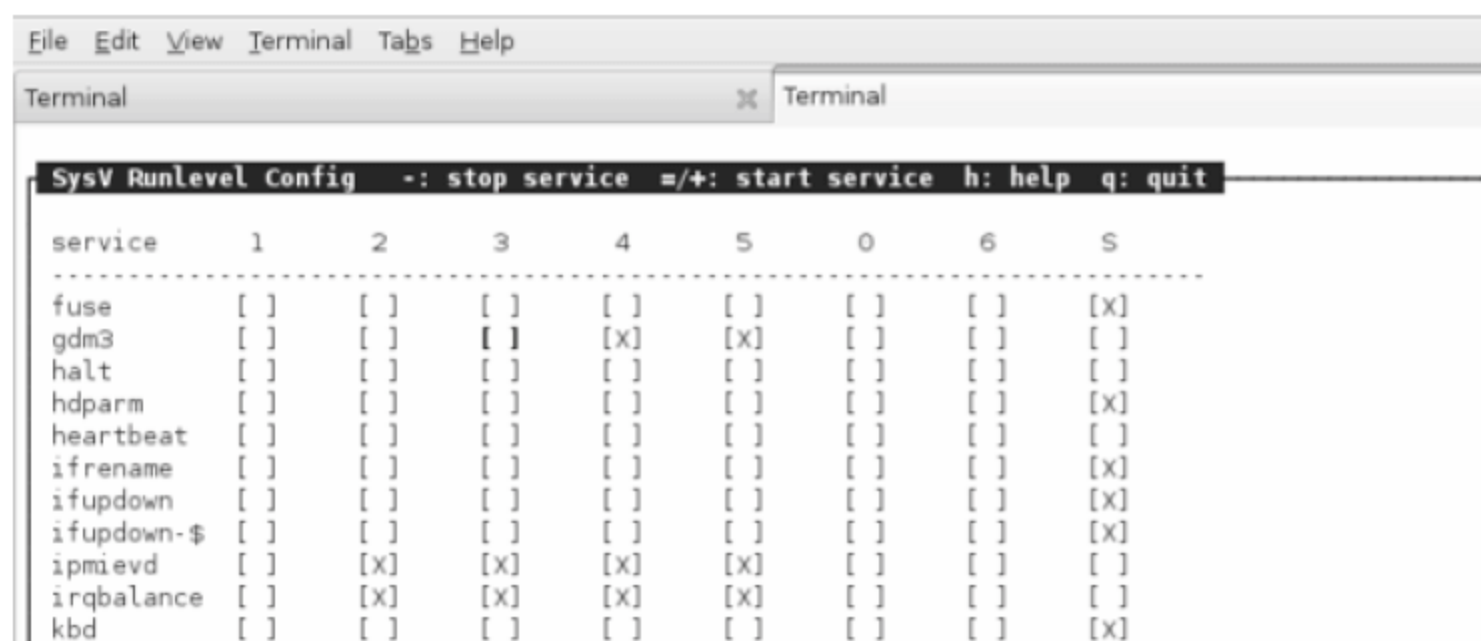 File Edit View Terminal Tabs Help
Terminal Terminal
SysV Runlevel Config -: stop service =/+: start service h: help q: quit
service 1 2 3 4 5 0 6 S
----------------------------------------------------------------------------
fuse [ ] [ ] [ ] [ ] [ ] [ ] [ ] [X]
gdm3 [ ] [ ] [ ] [X] [X] [ ] [ ] [ ]
halt [ ] [ ] [ ] [ ] [ ] [ ] [ ] [ ]
hdparm [ ] [ ] [ ] [ ] [ ] [ ] [ ] [X]
heartbeat [ ] [ ] [ ] [ ] [ ] [ ] [ ] [ ]
ifrename [ ] [ ] [ ] [ ] [ ] [ ] [ ] [X]
ifupdown [ ] [ ] [ ] [ ] [ ] [ ] [ ] [X]
ifupdown-$ [ ] [ ] [ ] [ ] [ ] [ ] [ ] [X]
ipmievd [ ] [X] [X] [X] [X] [ ] [ ] [ ]
irqbalance [ ] [X] [X] [X] [X] [ ] [ ] [ ]
kbd [ ] [ ] [ ] [ ] [ ] [ ] [ ] [X]